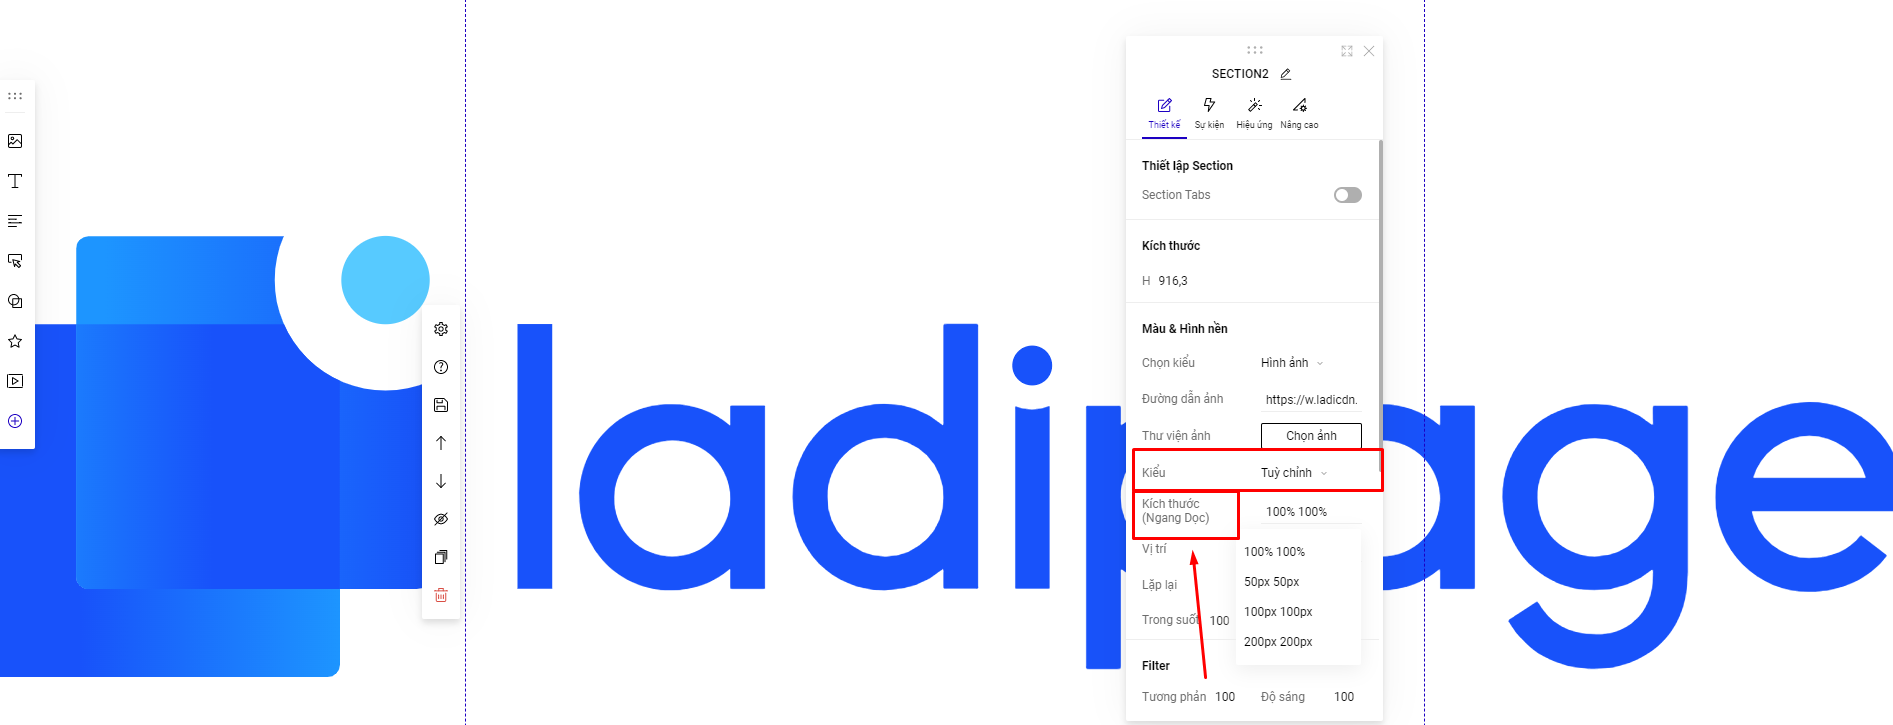 SECTION2
Thiết kế Sự kiện Hiệu ứng Nâng cao
Thiết lập Section
Section Tabs
Kích thước
H 916,3
Màu & Hình nền
Chọn kiểu Hình ảnh
Đường dẫn ảnh https://w.ladicdn.
Thư viện ảnh Chọn ảnh
Kiểu Tuỳ chỉnh
Kích thước
(Ngang Dọc) 100% 100%
Vị trí
100% 100%
50px 50px
Lặp lại
100px 100px
Trong suốt 100
200px 200px
Filter
Tương phản 100 Độ sáng 100
ladipage